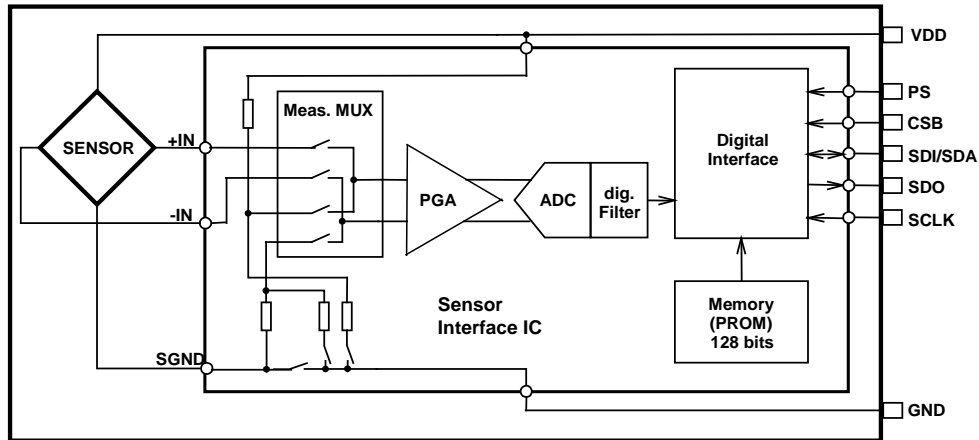 VDD
PS
Meas. MUX
CSB
+IN
SENSOR
Digital
Interface
SDI/SDA
PGA
ADC
dig.
Filter
SDO
-IN
SCLK
Sensor
Interface IC
Memory
(PROM)
128 bits
SGND
GND